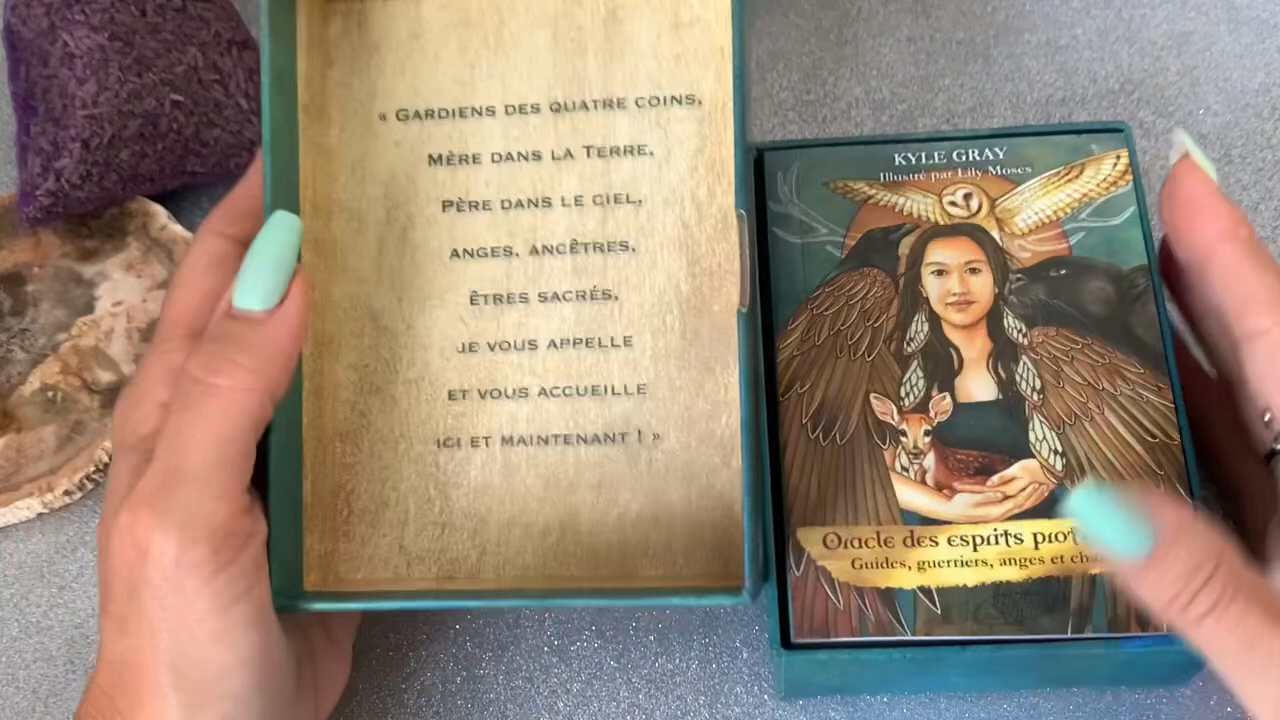 « Gardiens des quatre coins,
Mère dans la Terre,
Père dans le ciel,
anges, ancêtres,
êtres sacrés,
je vous appelle
et vous accueille
ici et maintenant ! »
KYLE GRAY
Illustré par Lily Moses
Oracle des esprits
Guides, guerriers, anges et